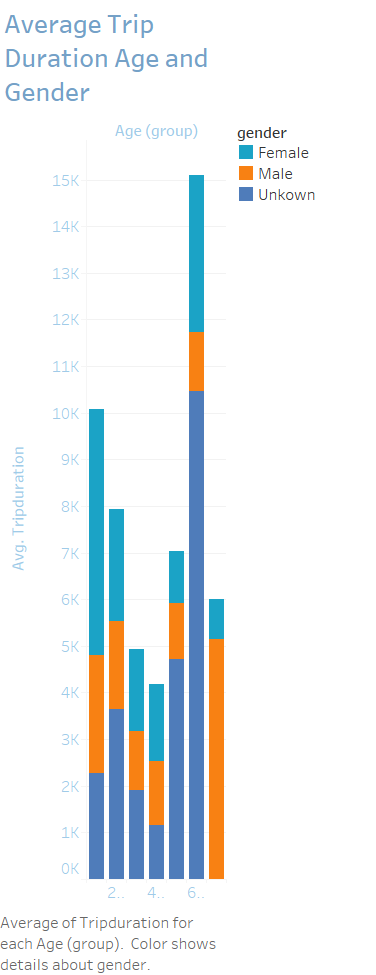 Average Trip
Duration Age and
Gender
Age (group)
gender
Female
Male
Unkown
15K
14K
13K
12K
11K
10K
9K
8K
7K
6K
5K
4K
3K
2K
1K
0K
Avg. Tripduration
2.. 4.. 6..
Average of Tripduration for
each Age (group). Color shows
details about gender.